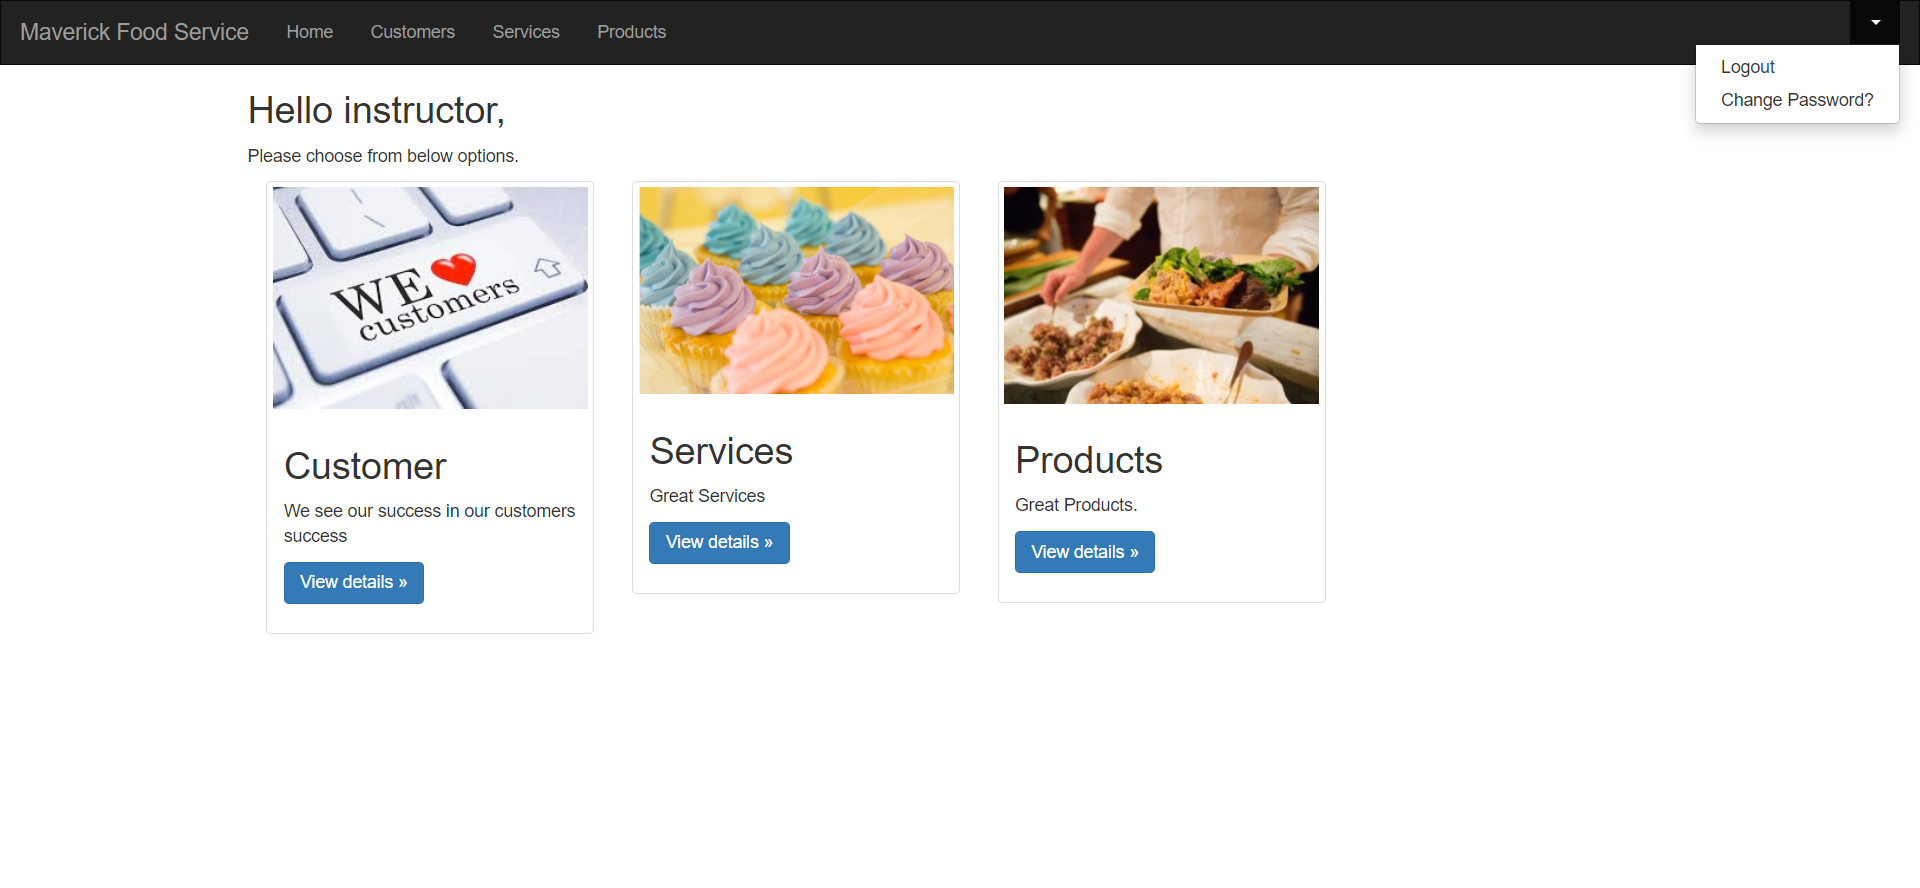 Maverick Food Service Home Customers Services Products
Logout
Change Password?
Hello instructor,
Please choose from below options.
WE
customers
Customer
We see our success in our customers
success
View details »
Services
Great Services
View details »
Products
Great Products.
View details »